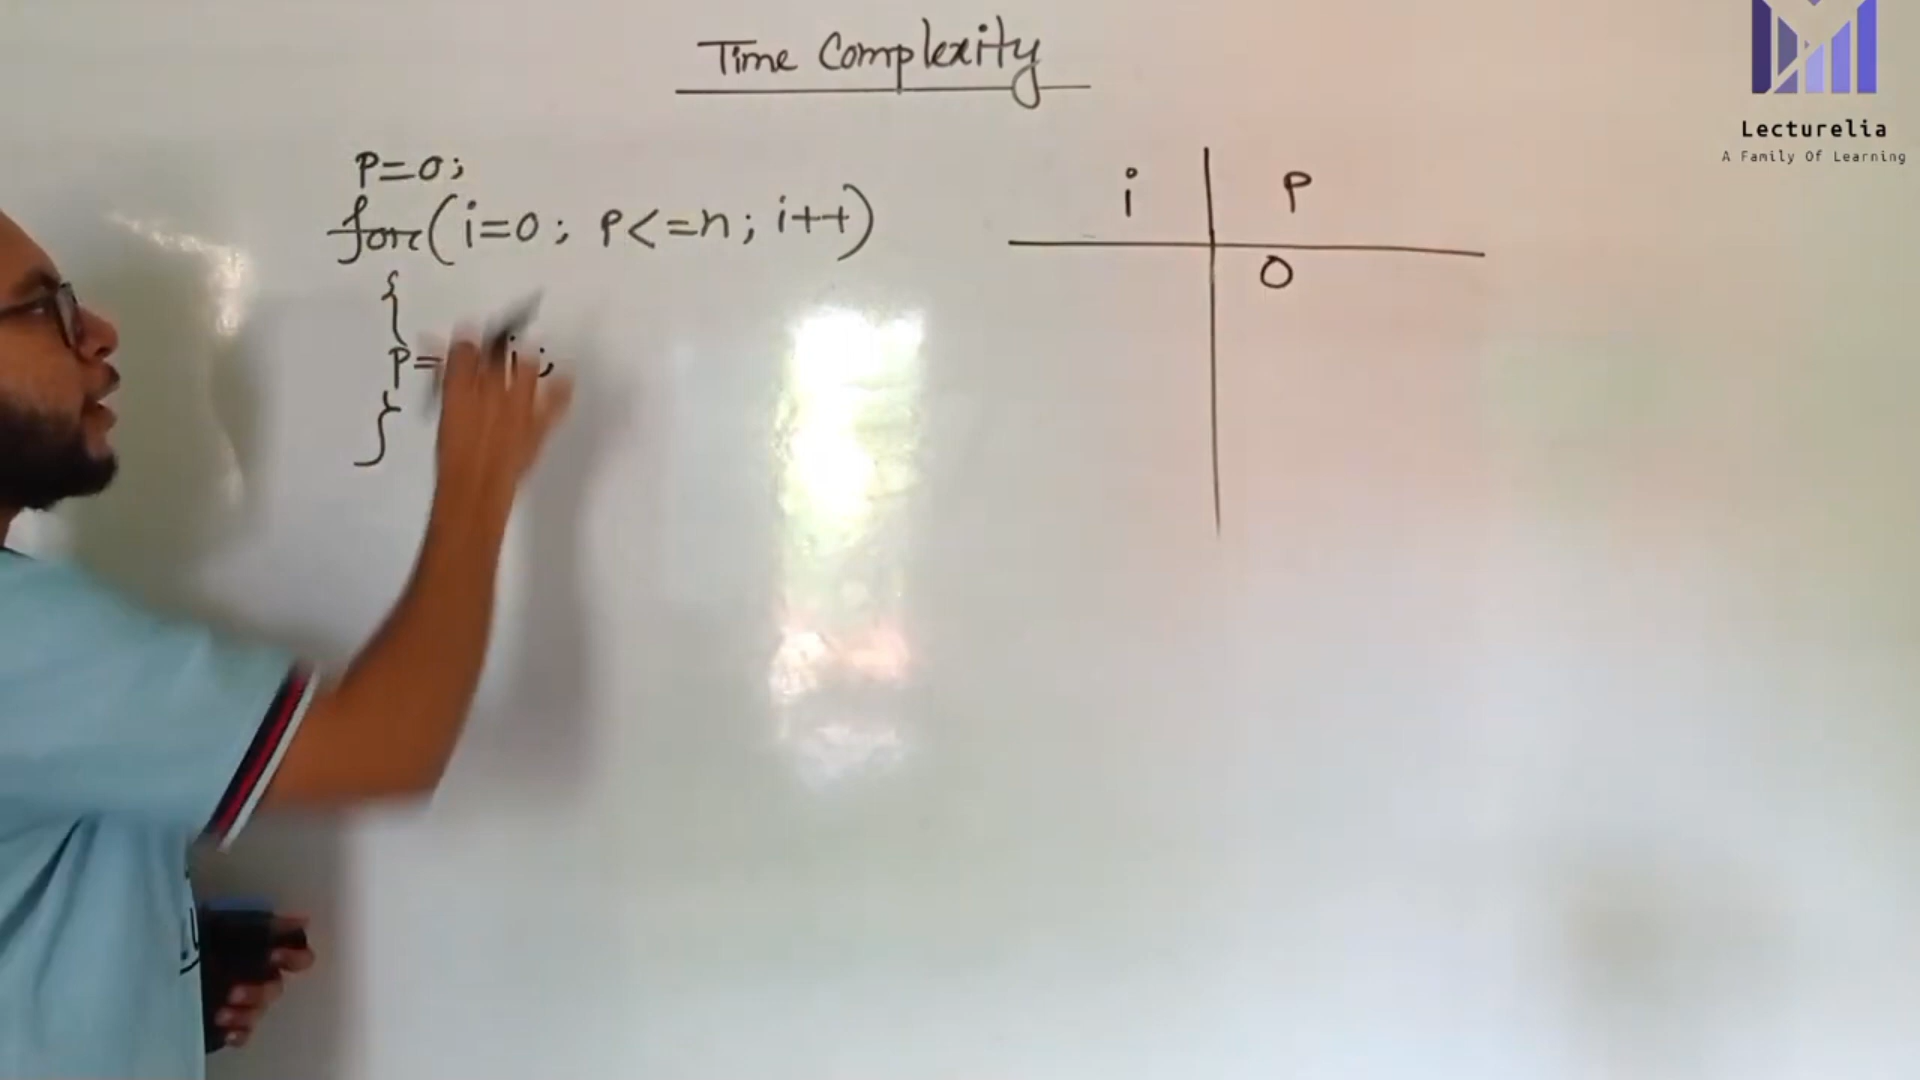 Time Complexity
Lecturelia
A Family Of Learning
P=0;
for(i=0; P<=n; i++)
{
P= i;
}
i P
0